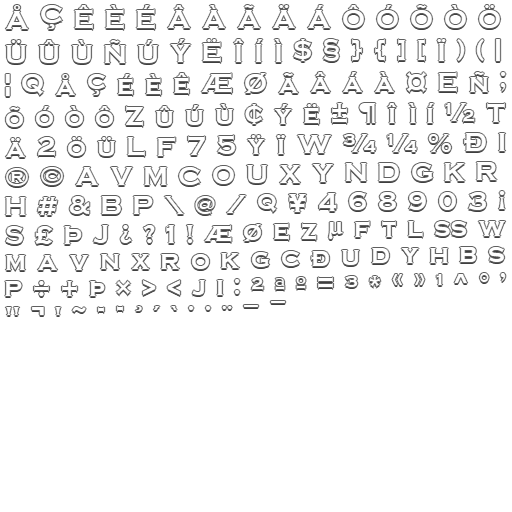 Å Ç Ê È É Â À Ã Ä Á Ô Ó Õ Ò Ö
Ü Û Ù Ñ Ú Ý Ë Î Í Ì $ § } { ] [ Ï ) ( |
¦ Q Å Ç É È Ê Æ Ø Ã Â Á À ¤ E Ñ ;
õ ó ò ô Z Û Ú Ù ¢ Ý Ë ± ¶ Î Ì Í ½ T
Ä 2 Ö Ü L F 7 5 Ÿ Ï W ¾ ¼ % Ð I
® © A V M C O U X Y N D G K R
H # & B P \ @ / Q ¥ 4 6 8 9 0 3 ¡
S £ Þ J ¿ ? 1 ! Æ Ø E Z µ F T L SS W
M A V N X R O K G C Ð U D Y H B S
P ÷ + Þ × > < J I : 2 ª º = 3 * « » 1 ^ ° '
" ¬ ¦ ~ · " ¸ ´ ` . · ¨ – ¯